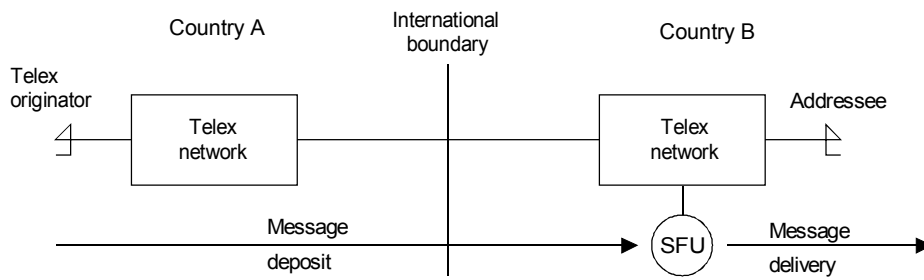 Country A
International
boundary
Country B
Telex
originator
Telex
network
Telex
network
Addressee
Message
deposit
SFU
Message
delivery